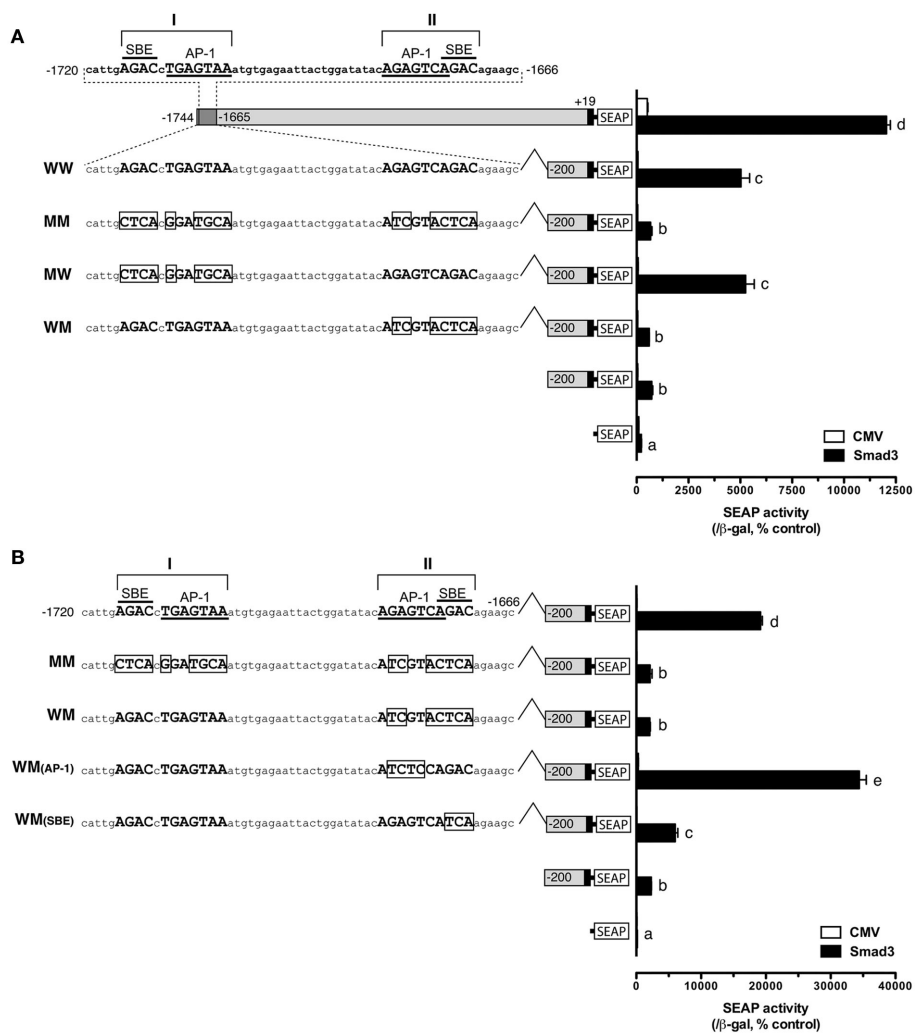 A
I II
SBE AP-1 AP-1 SBE
-1720 cattgAGACcTGAGTAAatgtgagaattactggatatacAGAGTCAGACagaagc -1666
-1744 -1665 +19 SEAP d
WW cattgAGACcTGAGTAAatgtgagaattactggatatacAGAGTCAGACagaagc -200 SEAP c
MM cattgCTCAcGGATGCAatgtgagaattactggatatacATCGTACTCAagaagc -200 SEAP b
MW cattgCTCAcGGATGCAatgtgagaattactggatatacAGAGTCAGACagaagc -200 SEAP c
WM cattgAGACcTGAGTAAatgtgagaattactggatatacATCGTACTCAagaagc -200 SEAP b
-200 SEAP b
SEAP a
CMV
Smad3
0 2500 5000 7500 10000 12500
SEAP activity
(/β-gal, % control)
B
I II
SBE AP-1 AP-1 SBE
-1720 cattgAGACcTGAGTAAatgtgagaattactggatatacAGAGTCAGACagaagc -1666 -200 SEAP d
MM cattgCTCAcGGATGCAatgtgagaattactggatatacATCGTACTCAagaagc -200 SEAP b
WM cattgAGACcTGAGTAAatgtgagaattactggatatacATCGTACTCAagaagc -200 SEAP b
WM(AP-1) cattgAGACcTGAGTAAatgtgagaattactggatatacATCTCCAGACagaagc -200 SEAP e
WM(SBE) cattgAGACcTGAGTAAatgtgagaattactggatatacAGAGTCATCAagaagc -200 SEAP c
-200 SEAP b
SEAP a
CMV
Smad3
0 10000 20000 30000 40000
SEAP activity
(/β-gal, % control)